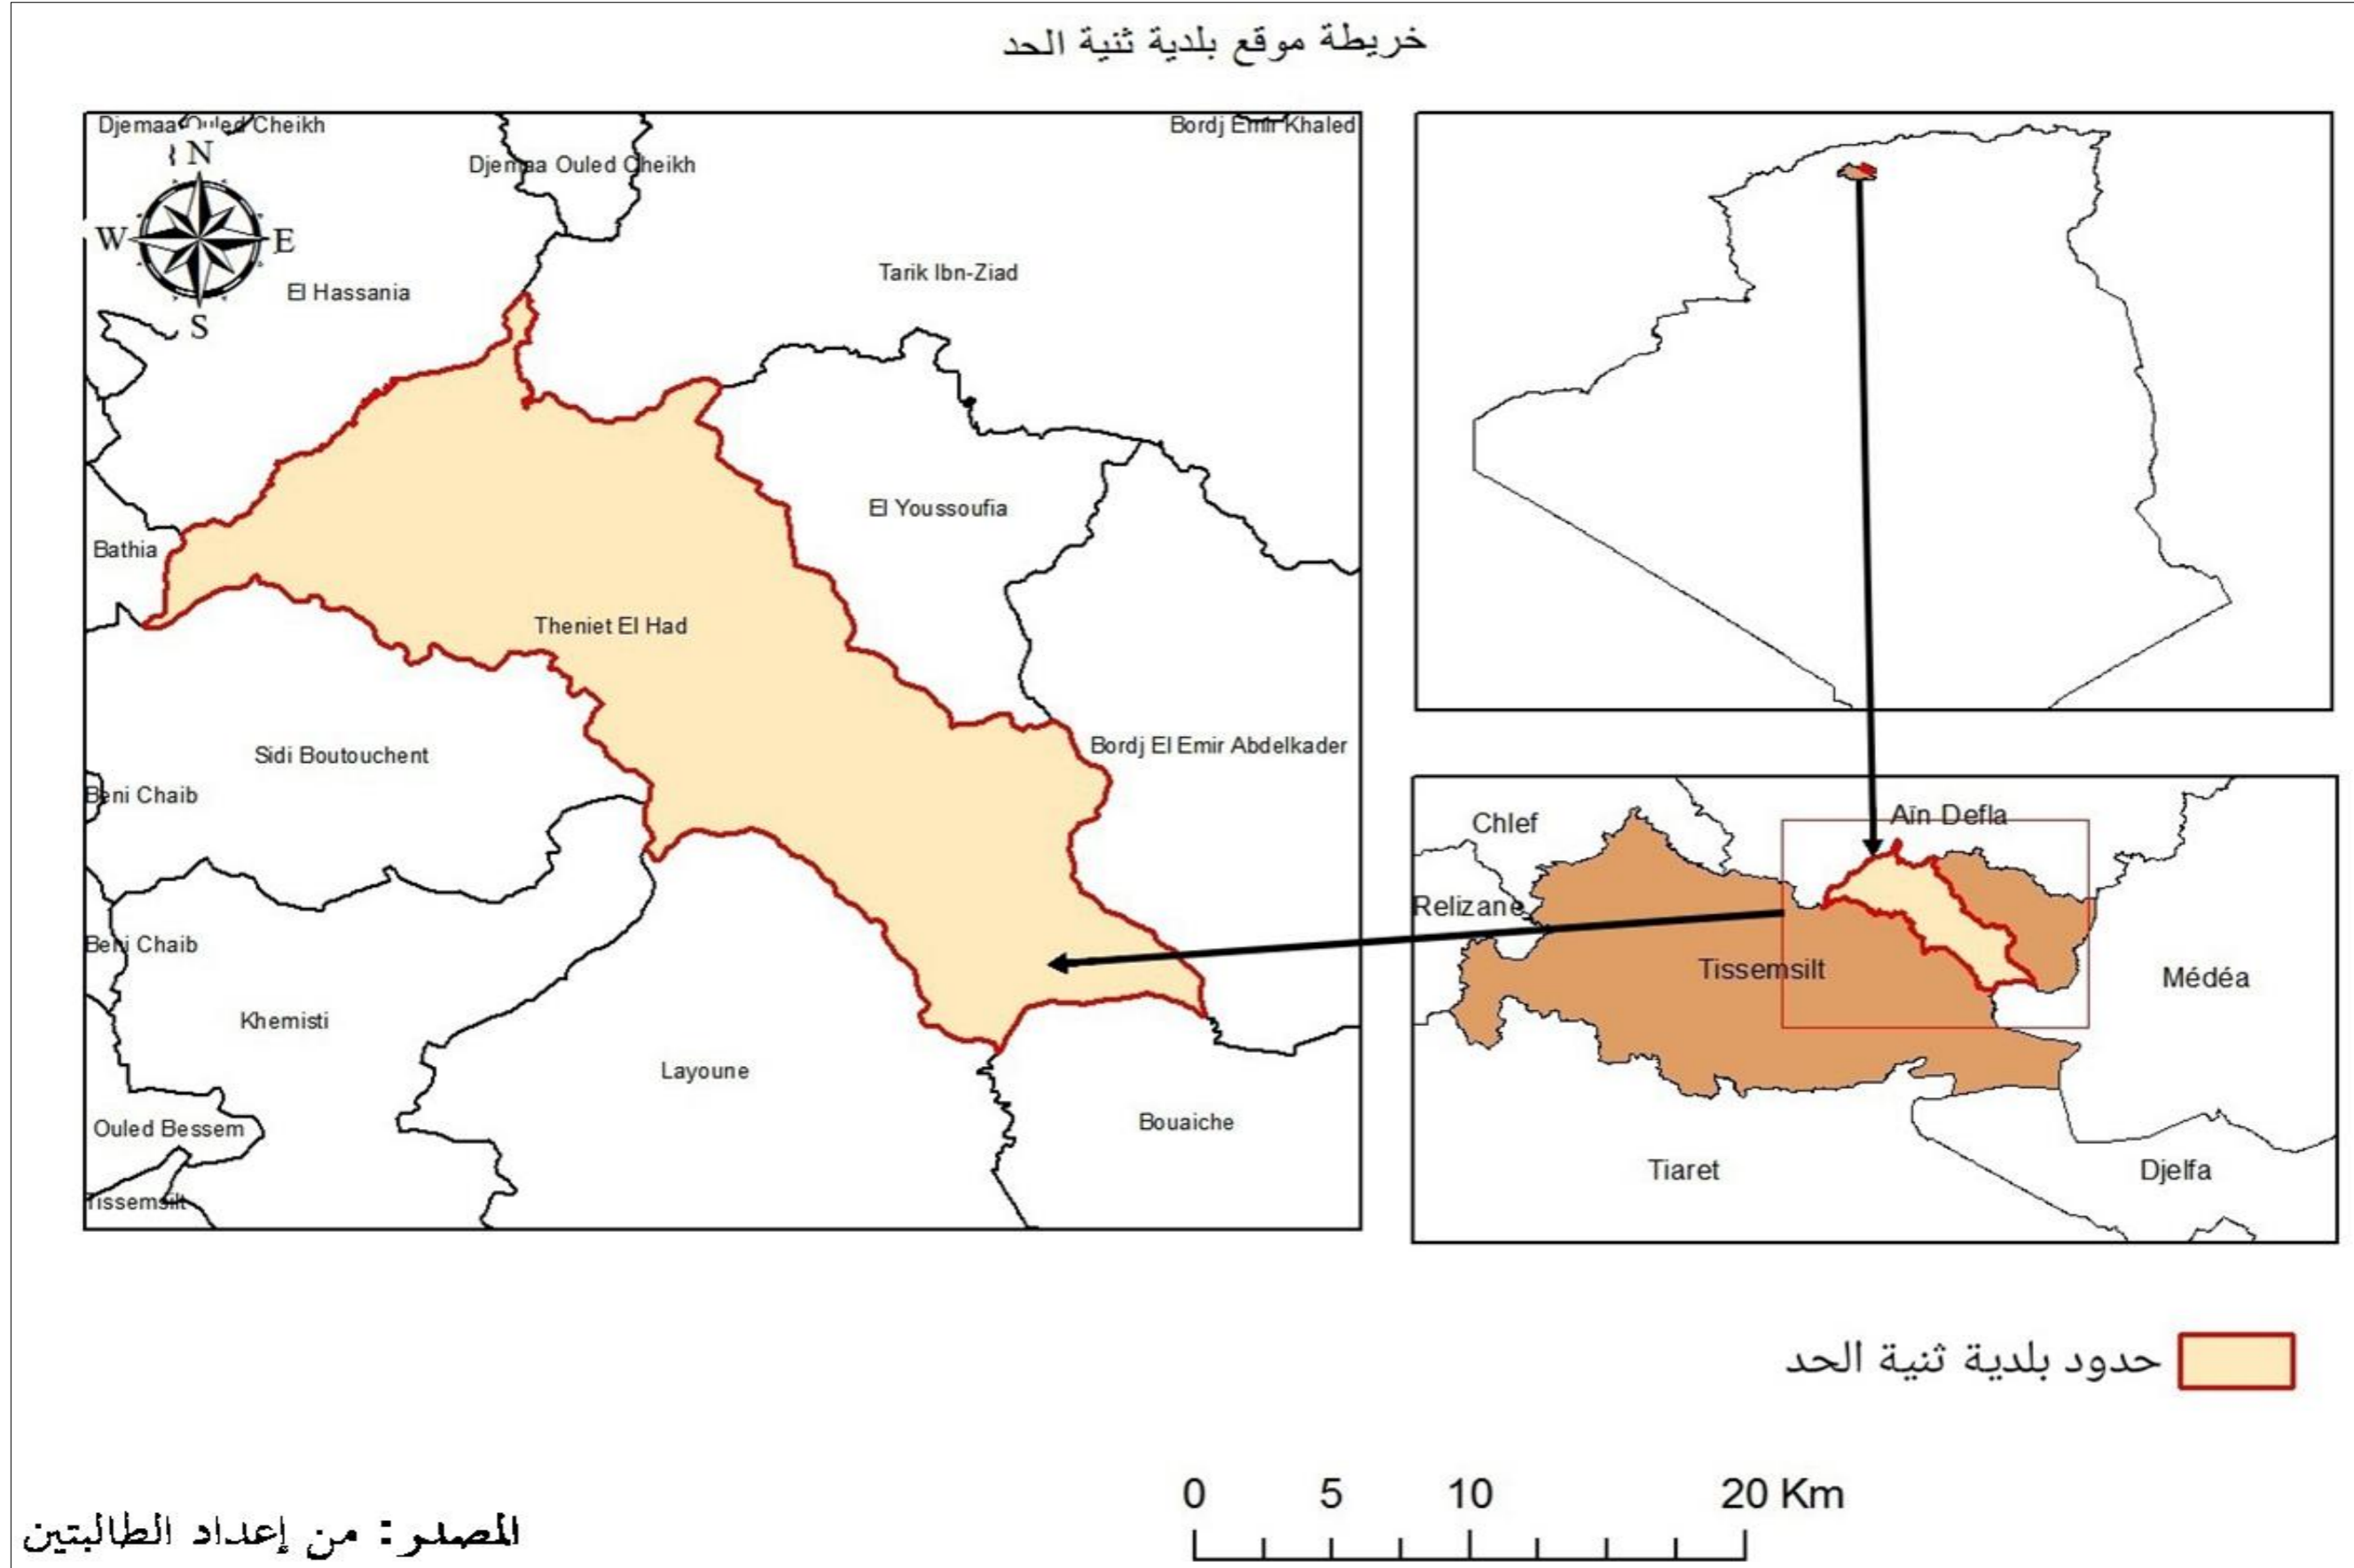 خريطة موقع بلدية ثنية الحد
Djemaa Ouled Cheikh
Bordj Emir Khaled
N
Djemaa Ouled Cheikh
W
E
Tarik Ibn-Ziad
El Hassania
S
El Youssoufia
Bathia
Theniet El Had
Bordj El Emir Abdelkader
Sidi Boutouchent
Beni Chaib
Beni Chaib
Khemisti
Layoune
Bouaiche
Ouled Bessem
Tissemsilt
Chlef
Aïn Defla
Relizane
Tissemsilt
Médéa
Tiaret
Djelfa
حدود بلدية ثنية الحد
0 5 10 20 Km
المصدر: من إعداد الطالبتين